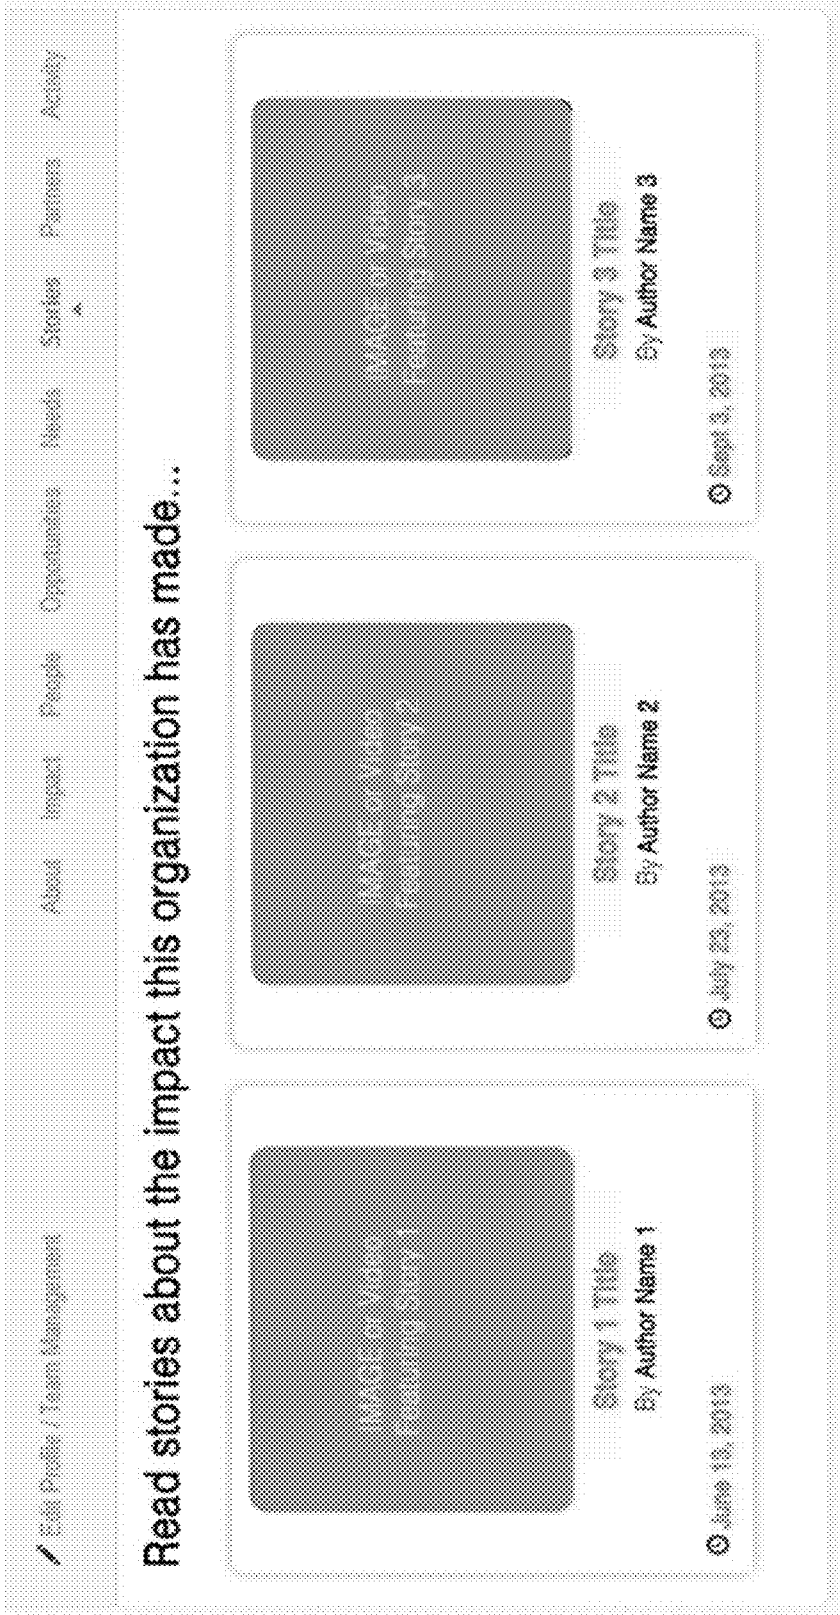 Edit Profile / Team Management
About Impact People Opportunities Needs Stories Partners Activity
Read stories about the impact this organization has made...
Story 1 Title
By Author Name 1
June 13, 2013
Story 2 Title
By Author Name 2
July 23, 2013
Story 3 Title
By Author Name 3
Sept 3, 2013